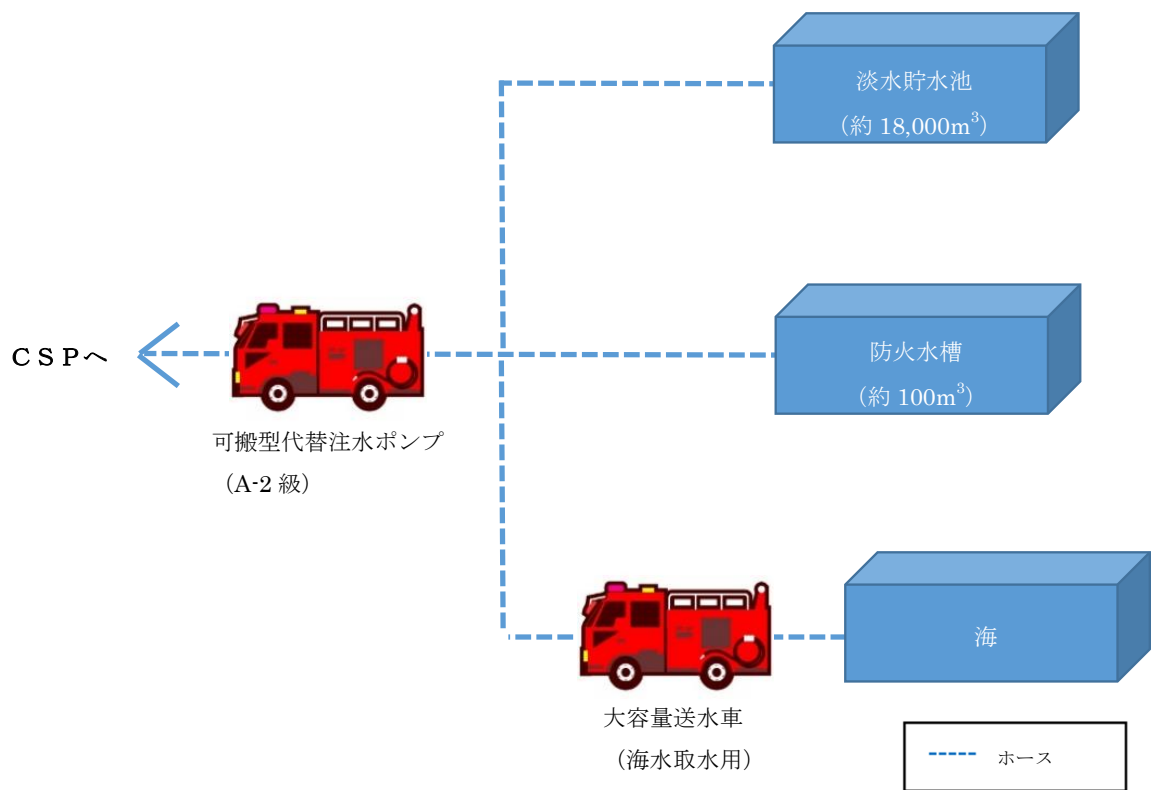 淡水貯水池
(約 18,000m³)
CSPへ
防火水槽
(約 100m³)
可搬型代替注水ポンプ
(A-2 級)
海
大容量送水車
(海水取水用)
ホース